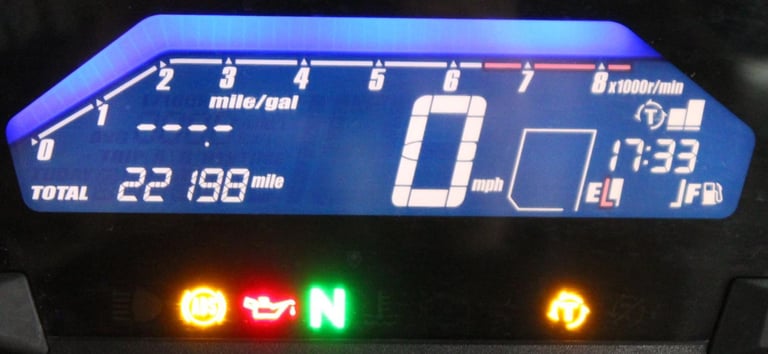 0 1 2 3 4 5 6 7 8 x1000r/min
mile/gal
----
T
17:33
TOTAL 22198 mile
0 mph
E F
ABS N T